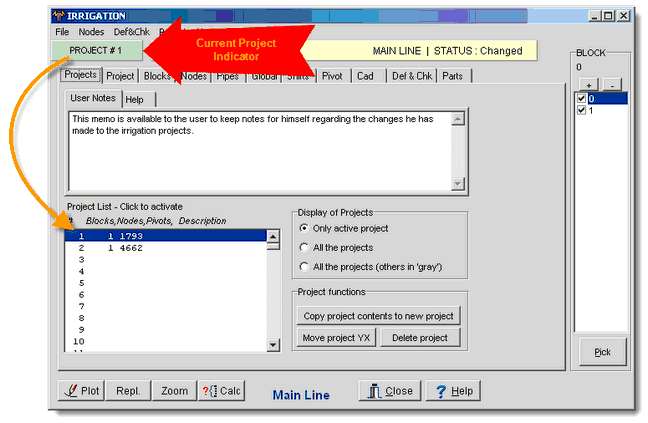 IRRIGATION
File Nodes Def&Chk
PROJECT # 1
Current Project
Indicator
MAIN LINE | STATUS : Changed
BLOCK
0
+ -
0
1
Projects Project Blocks Nodes Pipes Global Shifts Pivot Cad Def & Chk Parts
User Notes Help
This memo is available to the user to keep notes for himself regarding the changes he has
made to the irrigation projects.
Project List - Click to activate
# Blocks,Nodes,Pivots, Description
1 1 1793
2 1 4662
3
4
5
6
7
8
9
10
11
Display of Projects
Only active project
All the projects
All the projects (others in 'gray')
Project functions
Copy project contents to new project
Move project YX Delete project
Pick
Plot Repl. Zoom ?{} Calc Main Line Close ? Help